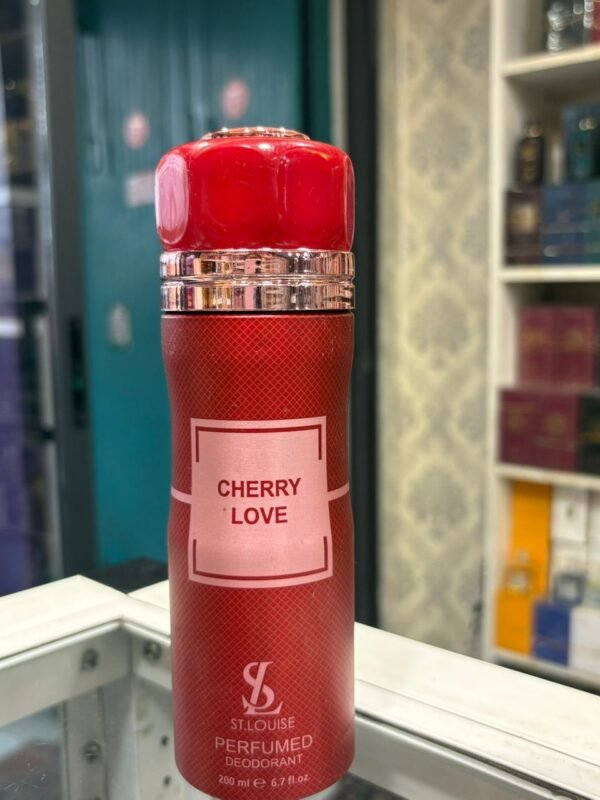 CHERRY
LOVE
SL
ST.LOUISE
PERFUMED
DEODORANT
200 ml ℮ 6.7 fl.oz.